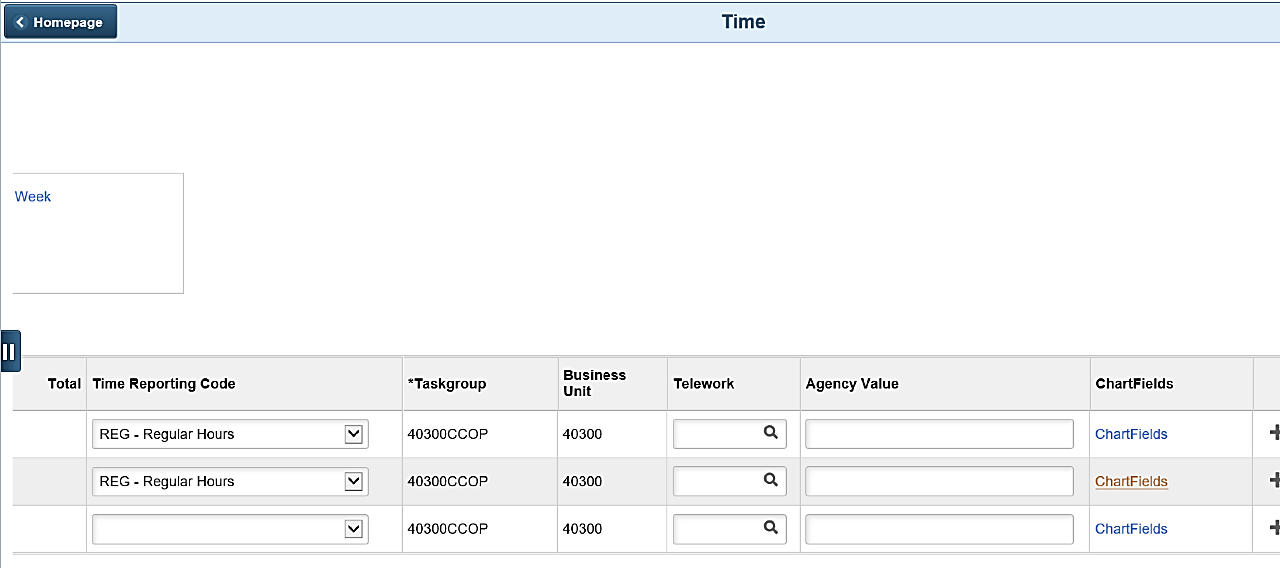 Homepage
Time
Week
Total Time Reporting Code *Taskgroup Business Unit Telework Agency Value ChartFields
REG - Regular Hours 40300CCOP 40300 ChartFields
REG - Regular Hours 40300CCOP 40300 ChartFields
40300CCOP 40300 ChartFields